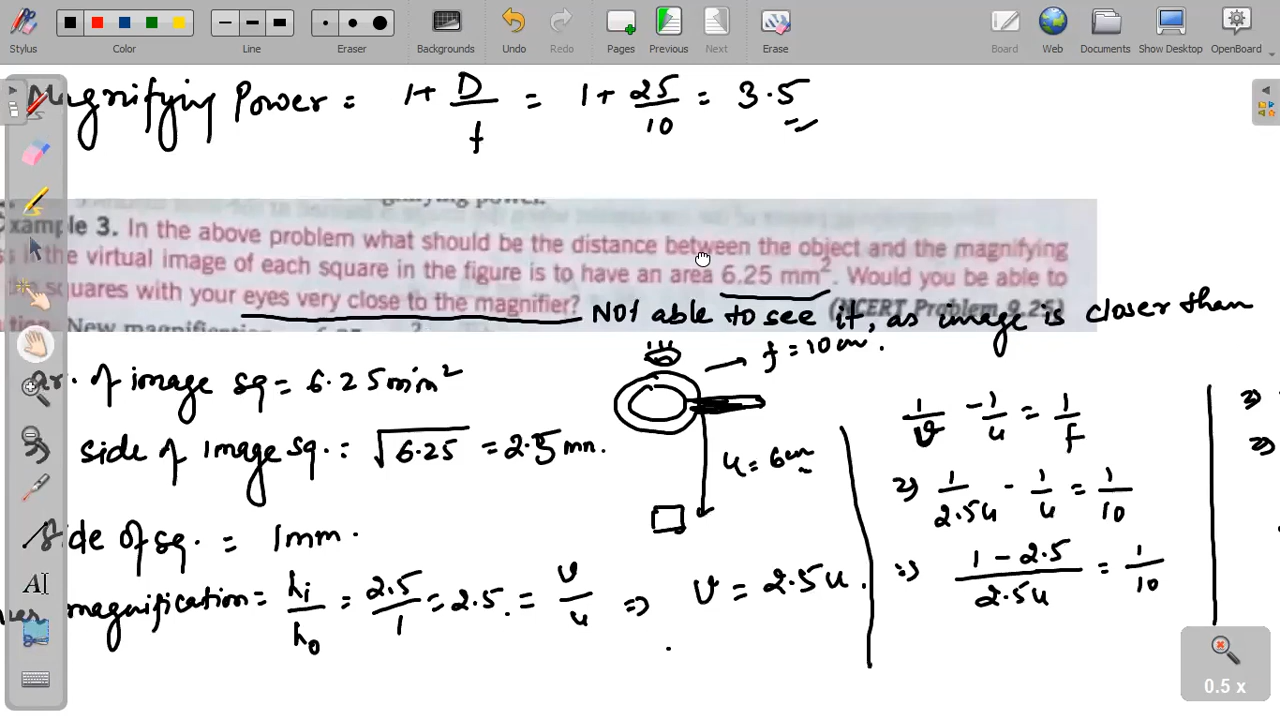 Stylus Color Line Eraser Backgrounds Undo Redo Pages Previous Next Erase Board Web Documents Show Desktop OpenBoard
Magnifying Power = 1 + D/f = 1 + 25/10 = 3.5
xample 3. In the above problem what should be the distance between the object and the magnifying
in the virtual image of each square in the figure is to have an area 6.25 mm². Would you be able to
squares with your eyes very close to the magnifier? (NCERT Problem 9.25)
Not able to see it, as image is closer than
New magnification
f = 10 cm.
ar. of image sq = 6.25 mm²
side of image sq. = √6.25 = 2.5 mm.
u = 6cm
Side of sq. = 1mm.
magnification = hi/ho = 2.5/1 = 2.5 = v/u ⇒ v = 2.5u.
1/v - 1/u = 1/f
⇒ 1/2.5u - 1/u = 1/10
⇒ 1 - 2.5/2.5u = 1/10
AI
0.5 x